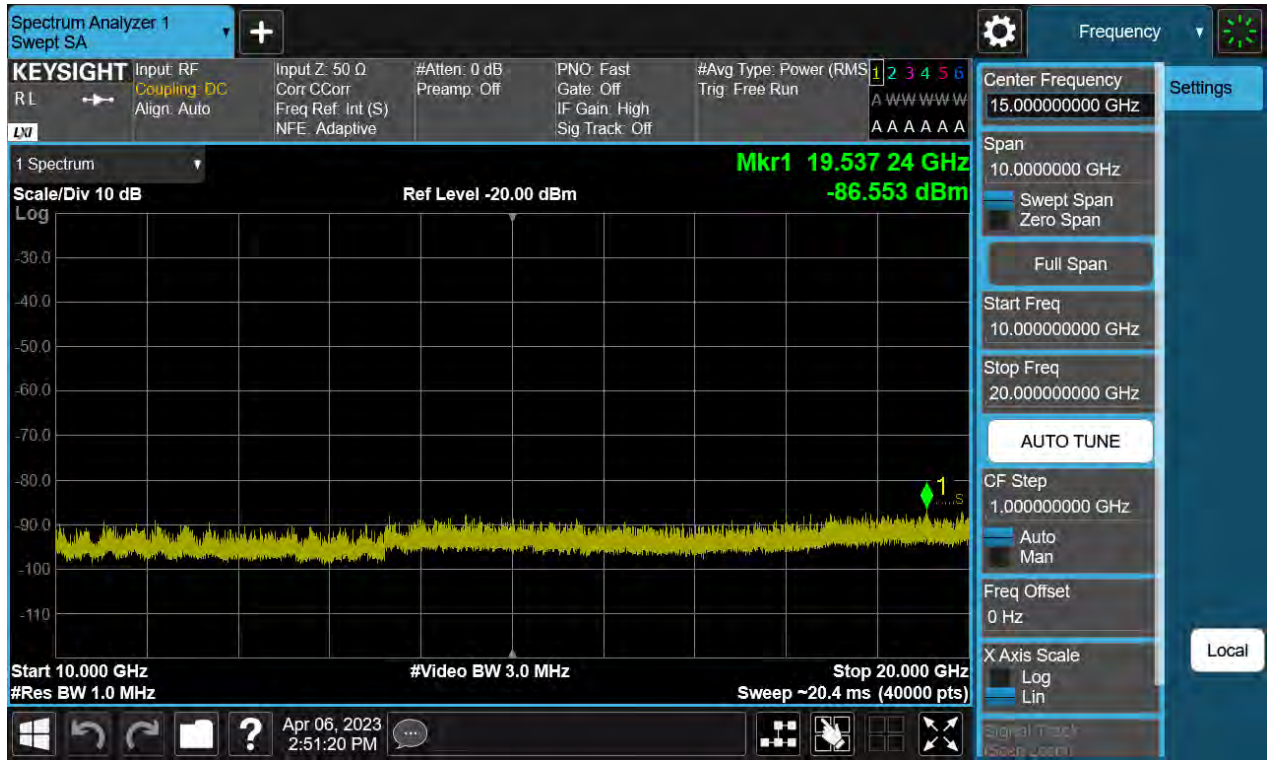 Spectrum Analyzer 1
Swept SA
Frequency
KEYSIGHT
RL
LXI
Input: RF
Coupling: DC
Align: Auto
Input Z: 50 Ω
Corr CCorr
Freq Ref: Int (S)
NFE: Adaptive
#Atten: 0 dB
Preamp: Off
PNO: Fast
Gate: Off
IF Gain: High
Sig Track: Off
#Avg Type: Power (RMS
Trig: Free Run
1 2 3 4 5 6
A W W W W W
A A A A A A
1 Spectrum
Mkr1 19.537 24 GHz
-86.553 dBm
Scale/Div 10 dB
Ref Level -20.00 dBm
Log
-30.0
-40.0
-50.0
-60.0
-70.0
-80.0
-90.0
-100
-110
1
S
Start 10.000 GHz
#Video BW 3.0 MHz
Stop 20.000 GHz
#Res BW 1.0 MHz
Sweep ~20.4 ms (40000 pts)
?
Apr 06, 2023
2:51:20 PM
Center Frequency
15.000000000 GHz
Settings
Span
10.0000000 GHz
Swept Span
Zero Span
Full Span
Start Freq
10.000000000 GHz
Stop Freq
20.000000000 GHz
AUTO TUNE
CF Step
1.000000000 GHz
Auto
Man
Freq Offset
0 Hz
X Axis Scale
Log
Lin
Local
Signal Track
(Span Zoom)